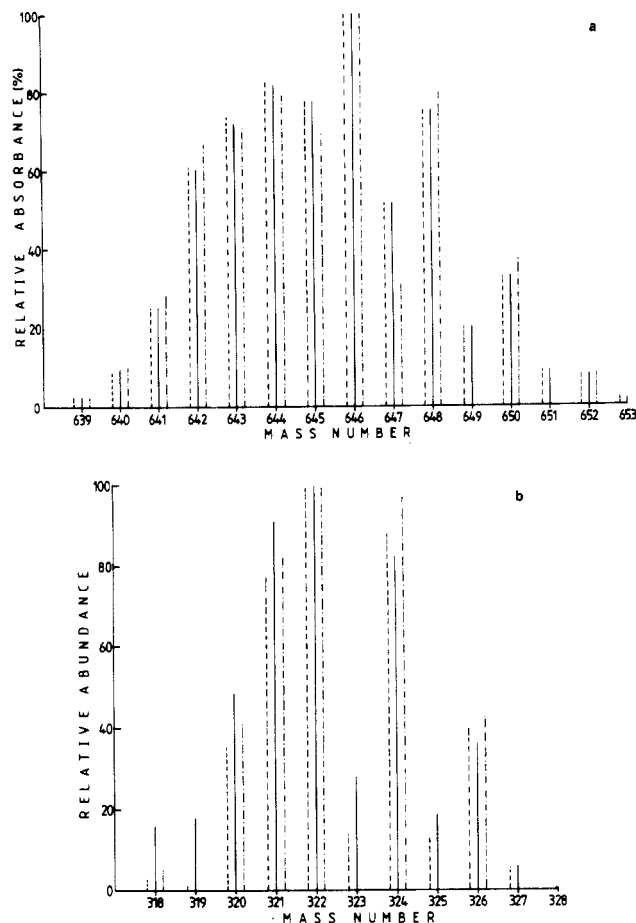 a
100
80
60
40
20
0
RELATIVE ABSORBANCE (%)
639 640 641 642 643 644 645 646 647 648 649 650 651 652 653
MASS NUMBER
b
100
80
60
40
20
0
RELATIVE ABUNDANCE
318 319 320 321 322 323 324 325 326 327 328
MASS NUMBER